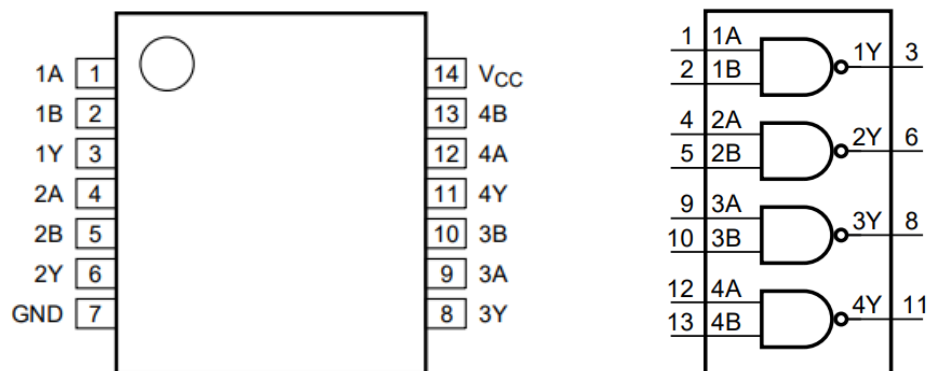 1A 1 14 VCC
1B 2 13 4B
1Y 3 12 4A
2A 4 11 4Y
2B 5 10 3B
2Y 6 9 3A
GND 7 8 3Y
1 1A 1Y 3
2 1B
4 2A 2Y 6
5 2B
9 3A 3Y 8
10 3B
12 4A 4Y 11
13 4B